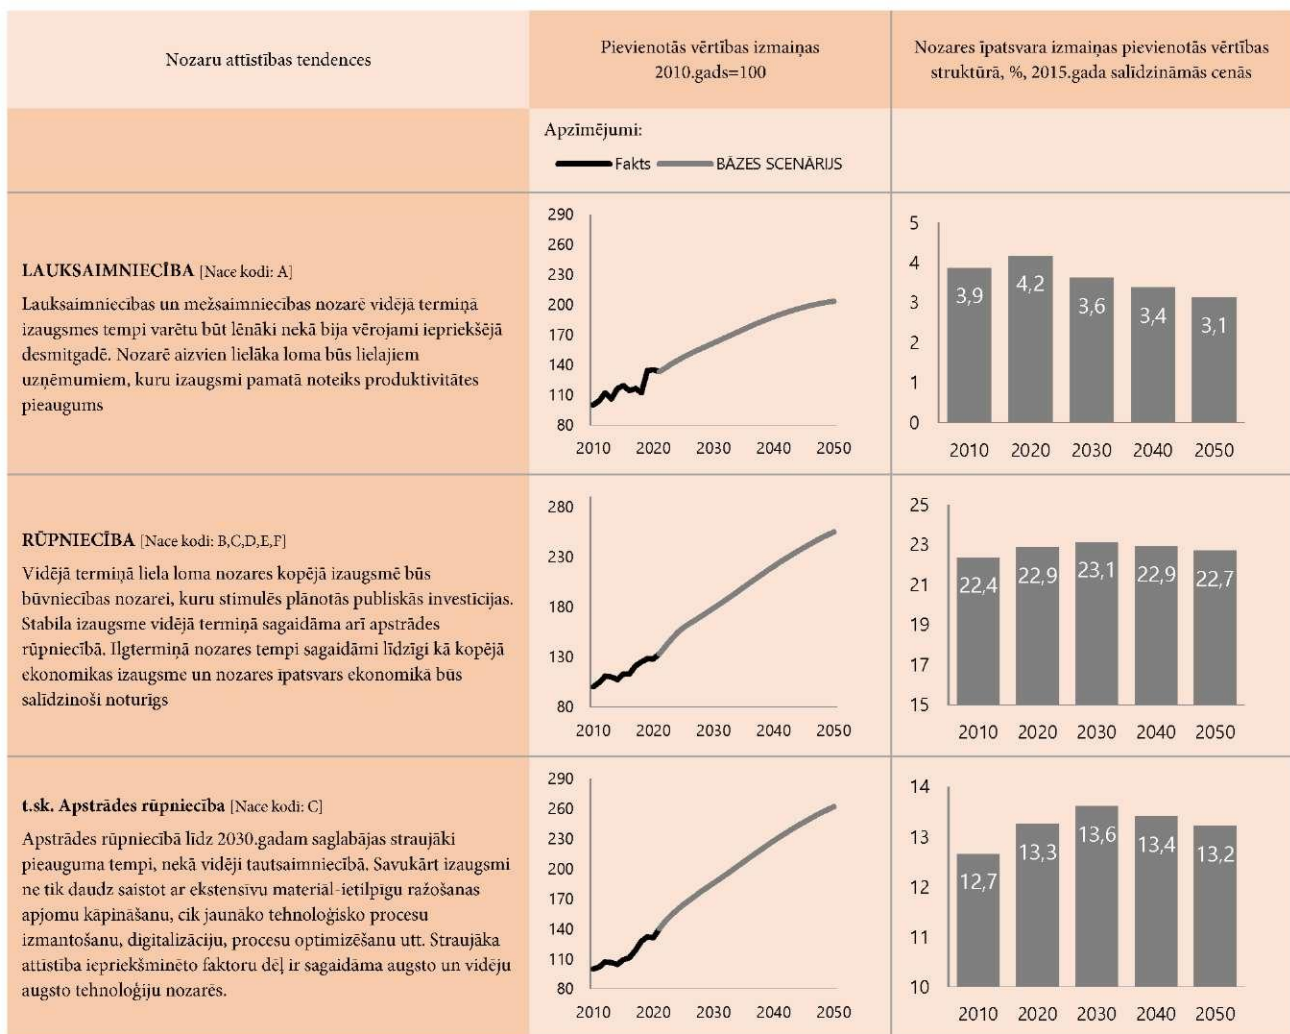 Nozaru attīstības tendences
Pievienotās vērtības izmaiņas
2010.gads=100
Nozares īpatsvara izmaiņas pievienotās vērtības
struktūrā, %, 2015.gada salīdzināmās cenās
Apzīmējumi:
Fakts BĀZES SCENĀRIJS
LAUKSAIMNIECĪBA [Nace kodi: A]
Lauksaimniecības un mežsaimniecības nozarē vidējā termiņā
izaugsmes tempi varētu būt lēnāki nekā bija vērojami iepriekšējā
desmitgadē. Nozarē aizvien lielāka loma būs lielajiem
uzņēmumiem, kuru izaugsmi pamatā noteiks produktivitātes
pieaugums
290
260
230
200
170
140
110
80
2010 2020 2030 2040 2050
5
4
3
2
1
0
3,9 4,2 3,6 3,4 3,1
2010 2020 2030 2040 2050
RŪPNIECĪBA [Nace kodi: B,C,D,E,F]
Vidējā termiņā liela loma nozares kopējā izaugsmē būs
būvniecības nozarei, kuru stimulēs plānotās publiskās investīcijas.
Stabila izaugsme vidējā termiņā sagaidāma arī apstrādes
rūpniecībā. Ilgtermiņā nozares tempi sagaidāmi līdzīgi kā kopējā
ekonomikas izaugsme un nozares īpatsvars ekonomikā būs
salīdzinoši noturīgs
280
230
180
130
80
2010 2020 2030 2040 2050
25
23
21
19
17
15
22,4 22,9 23,1 22,9 22,7
2010 2020 2030 2040 2050
t.sk. Apstrādes rūpniecība [Nace kodi: C]
Apstrādes rūpniecībā līdz 2030.gadam saglabājas straujāki
pieauguma tempi, nekā vidēji tautsaimniecībā. Savukārt izaugsmi
ne tik daudz saistot ar ekstensīvu materiāl-ietilpīgu ražošanas
apjomu kāpināšanu, cik jaunāko tehnoloģisko procesu
izmantošanu, digitalizāciju, procesu optimizēšanu utt. Straujāka
attīstība iepriekšminēto faktoru dēļ ir sagaidāma augsto un vidēju
augsto tehnoloģiju nozarēs.
290
260
230
200
170
140
110
80
2010 2020 2030 2040 2050
14
13
12
11
10
12,7 13,3 13,6 13,4 13,2
2010 2020 2030 2040 2050